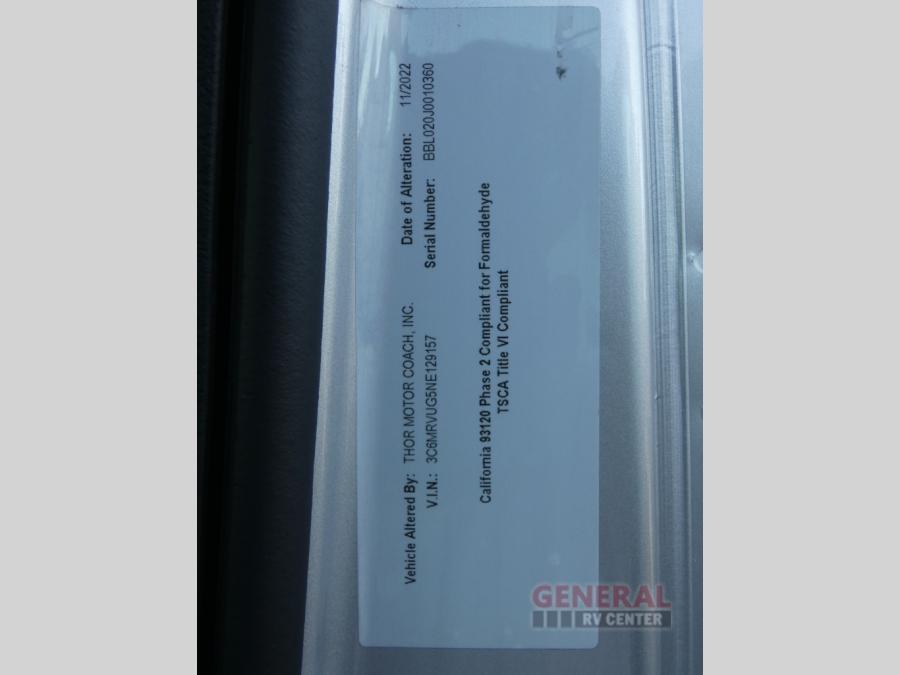 Vehicle Altered By: THOR MOTOR COACH, INC. Date of Alteration: 11/2022
V.I.N.: 3C6MRVUG5NE129157 Serial Number: BBL020J0010360
California 93120 Phase 2 Compliant for Formaldehyde
TSCA Title VI Compliant
GENERAL
RV CENTER